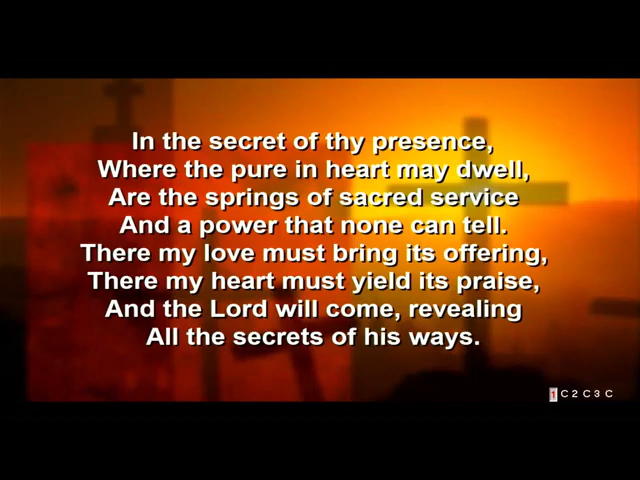 In the secret of thy presence,
Where the pure in heart may dwell,
Are the springs of sacred service
And a power that none can tell.
There my love must bring its offering,
There my heart must yield its praise,
And the Lord will come, revealing
All the secrets of his ways.
1 C 2 C 3 C